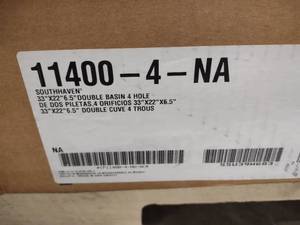 11400-4-NA
SOUTHHAVEN®
33"X22"6.5"DOUBLE BASIN 4 HOLE
DE DOS PILETAS.4 ORIFICIOS 33"X22"X6.5"
33"X22"6.5" DOUBLE CUVE 4 TROUS
NA